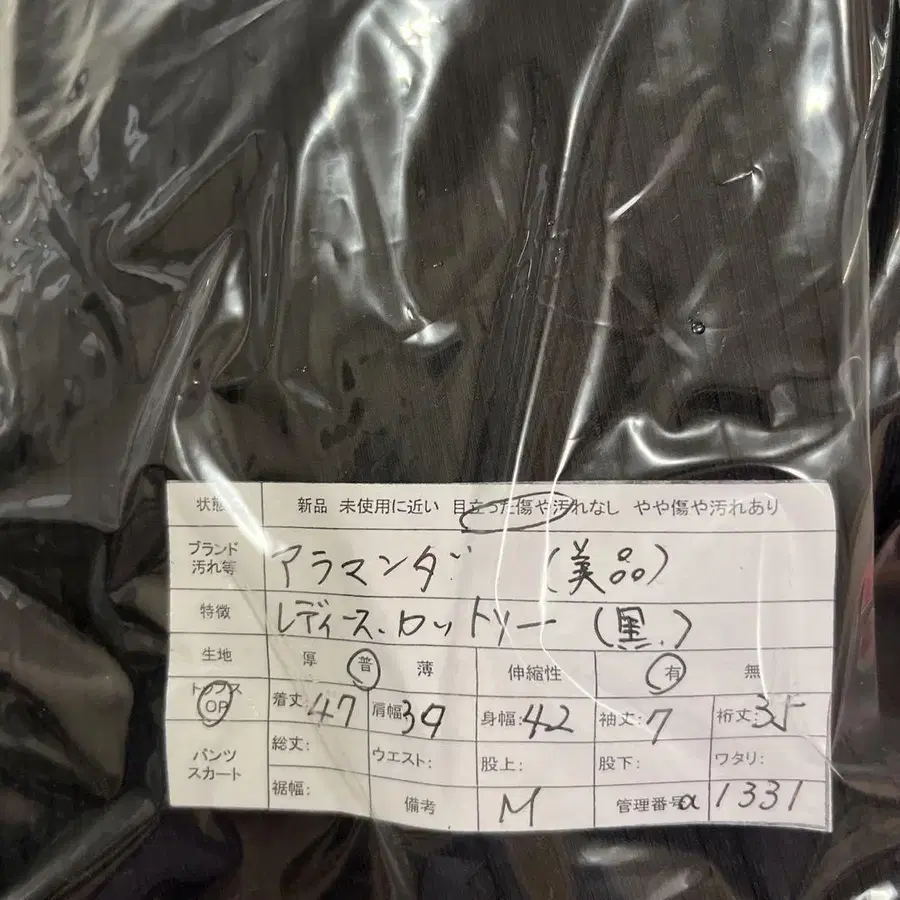 状態 新品 未使用に近い 目立った傷や汚れなし やや傷や汚れあり
ブランド 汚れ等 アラマンダ (美品)
特徴 レディース.ロットリー (黒.)
生地 厚 普 薄 伸縮性 有 無
トップス OP 着丈:47 肩幅:39 身幅:42 袖丈:7 裄丈:35
パンツ スカート 総丈: ウエスト: 股上: 股下: ワタリ:
裾幅: 備考 M 管理番号 a1331